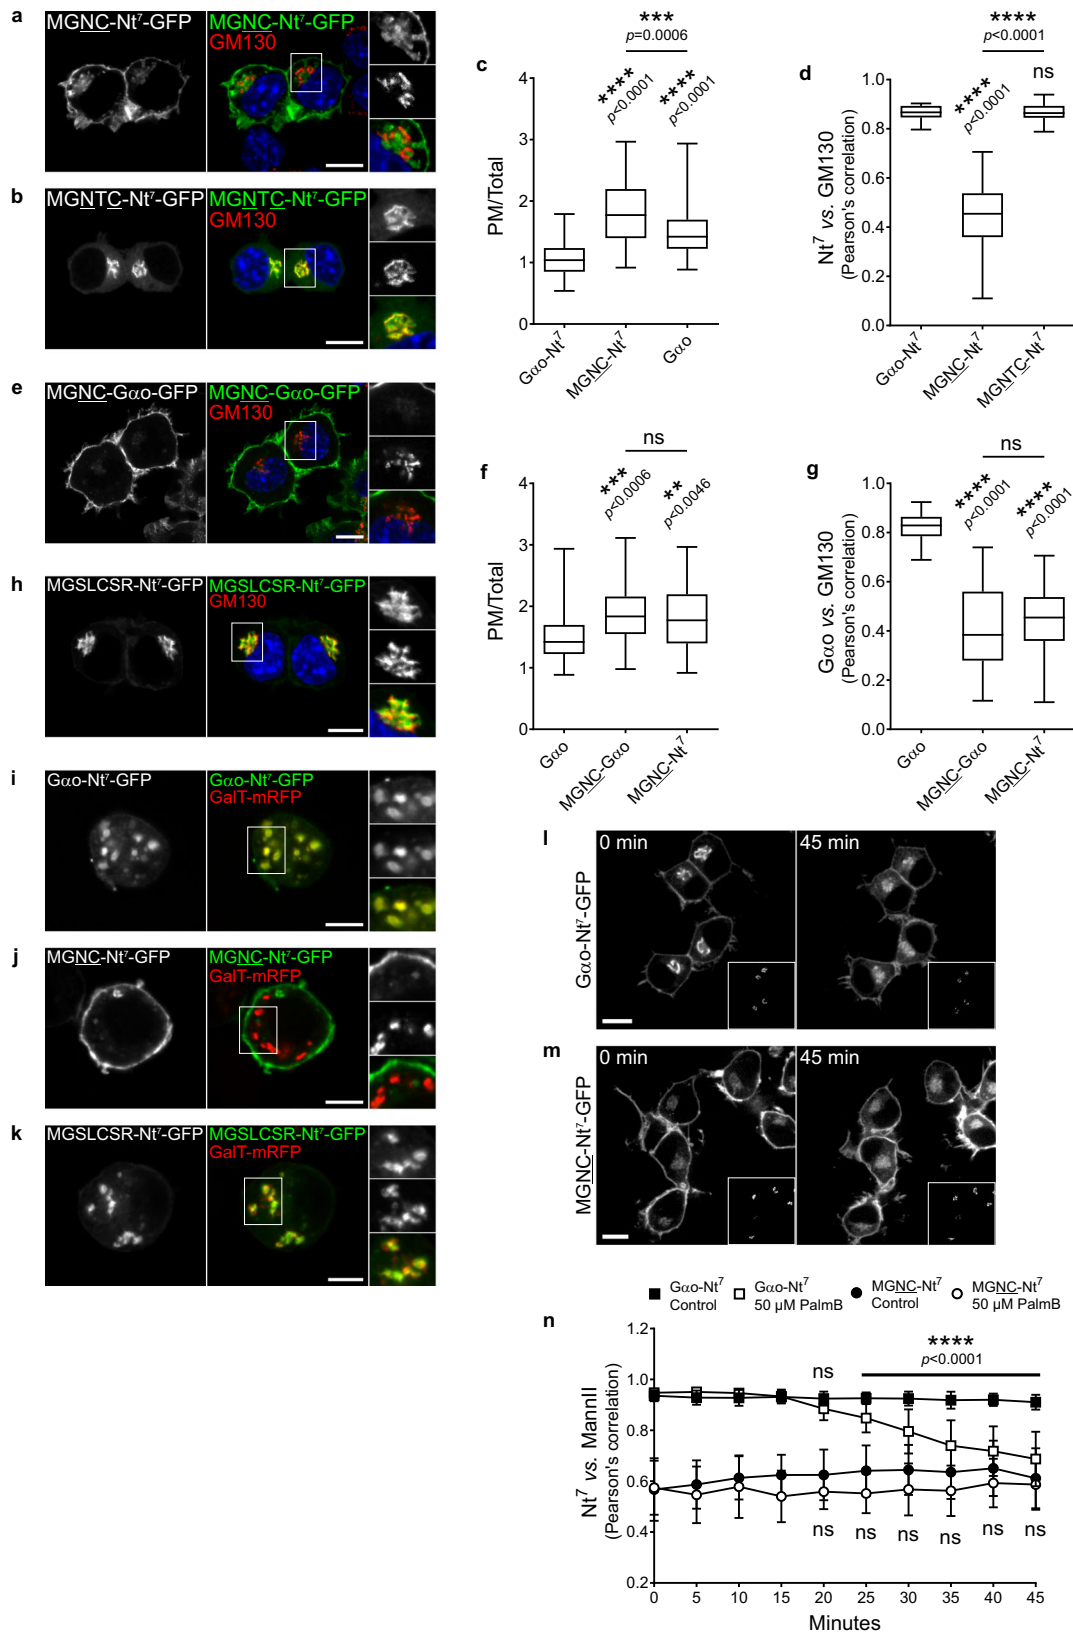 a
MGNC-Nt⁷-GFP
MGNC-Nt⁷-GFP
GM130
b
MGNTC-Nt⁷-GFP
MGNTC-Nt⁷-GFP
GM130
c
***
p=0.0006
****
p<0.0001
****
p<0.0001
PM/Total
4
3
2
1
0
Gαo-Nt⁷
MGNC-Nt⁷
Gαo
d
****
p<0.0001
****
p<0.0001
ns
Nt⁷ vs. GM130
(Pearson's correlation)
1.0
0.8
0.6
0.4
0.2
0.0
Gαo-Nt⁷
MGNC-Nt⁷
MGNTC-Nt⁷
e
MGNC-Gαo-GFP
MGNC-Gαo-GFP
GM130
f
ns
***
p<0.0006
**
p<0.0046
PM/Total
4
3
2
1
0
Gαo
MGNC-Gαo
MGNC-Nt⁷
g
ns
****
p<0.0001
****
p<0.0001
Gαo vs. GM130
(Pearson's correlation)
1.0
0.8
0.6
0.4
0.2
0.0
Gαo
MGNC-Gαo
MGNC-Nt⁷
h
MGSLCSR-Nt⁷-GFP
MGSLCSR-Nt⁷-GFP
GM130
i
Gαo-Nt⁷-GFP
Gαo-Nt⁷-GFP
GalT-mRFP
j
MGNC-Nt⁷-GFP
MGNC-Nt⁷-GFP
GalT-mRFP
k
MGSLCSR-Nt⁷-GFP
MGSLCSR-Nt⁷-GFP
GalT-mRFP
l
Gαo-Nt⁷-GFP
0 min
45 min
m
MGNC-Nt⁷-GFP
0 min
45 min
n
Gαo-Nt⁷
Control
Gαo-Nt⁷
50 µM PalmB
MGNC-Nt⁷
Control
MGNC-Nt⁷
50 µM PalmB
Nt⁷ vs. MannII
(Pearson's correlation)
1.2
1.0
0.8
0.6
0.4
0.2
ns
****
p<0.0001
ns ns ns ns ns ns
0 5 10 15 20 25 30 35 40 45
Minutes